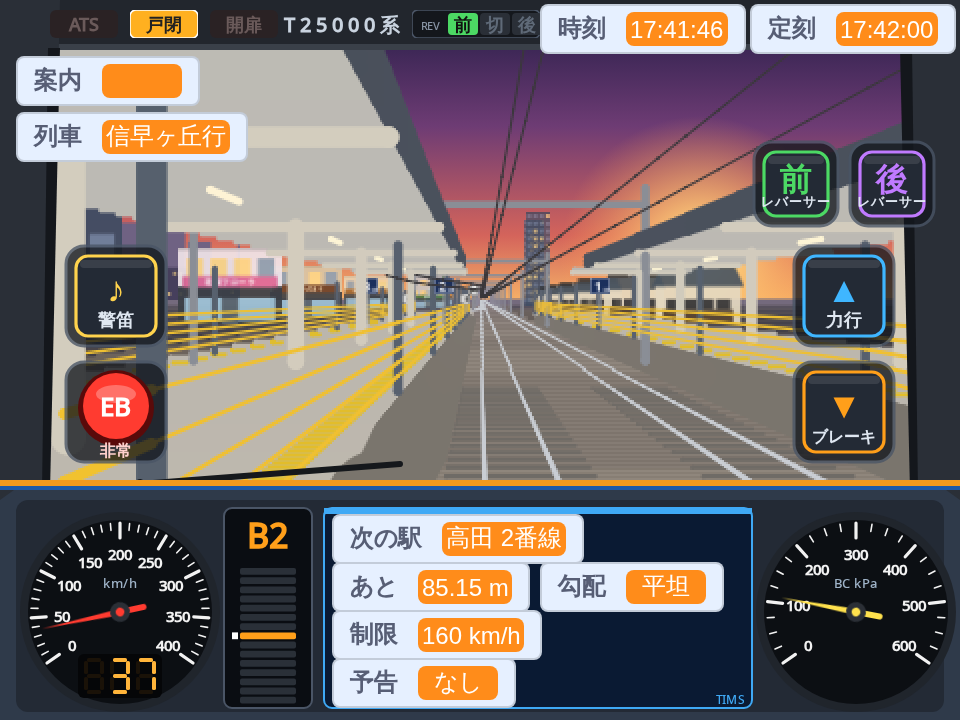 ATS 戸閉 開扉 T25000系 REV 前 切 後 時刻 17:41:46 定刻 17:42:00
案内
列車 信早ヶ丘行
前 レバーサー
後 レバーサー
♪ 警笛
▲ 力行
EB 非常
▼ ブレーキ
1
B2
次の駅 高田 2番線
あと 85.15 m 勾配 平坦
制限 160 km/h
予告 なし
TIMS
km/h
0 50 100 150 200 250 300 350 400
37
BC kPa
0 100 200 300 400 500 600